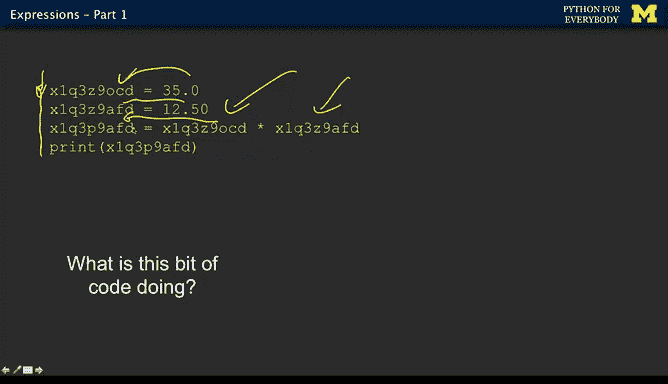 Expressions – Part 1
PYTHON FOR
EVERYBODY
M
x1q3z9ocd = 35.0
x1q3z9afd = 12.50
x1q3p9afd = x1q3z9ocd * x1q3z9afd
print(x1q3p9afd)
What is this bit of
code doing?